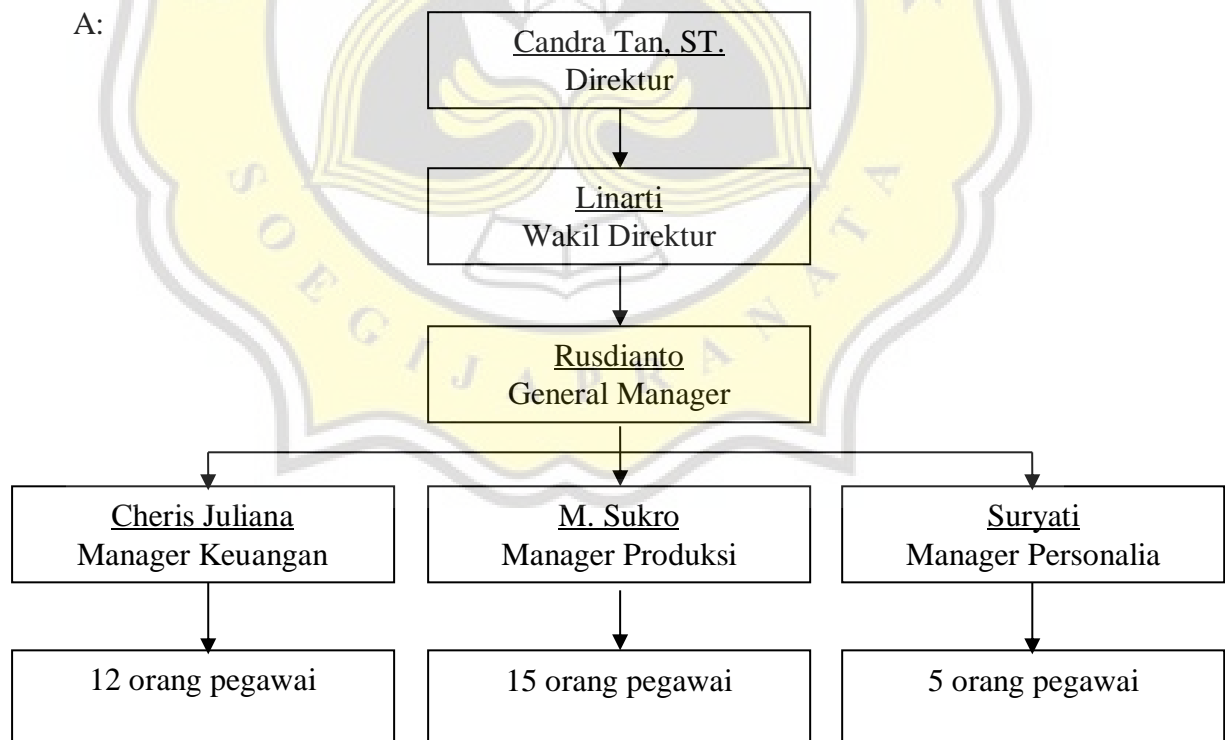 A:
Candra Tan, ST.
Direktur
Linarti
Wakil Direktur
Rusdianto
General Manager
Cheris Juliana
Manager Keuangan
M. Sukro
Manager Produksi
Suryati
Manager Personalia
12 orang pegawai
15 orang pegawai
5 orang pegawai
SOEGIJAPRANATA